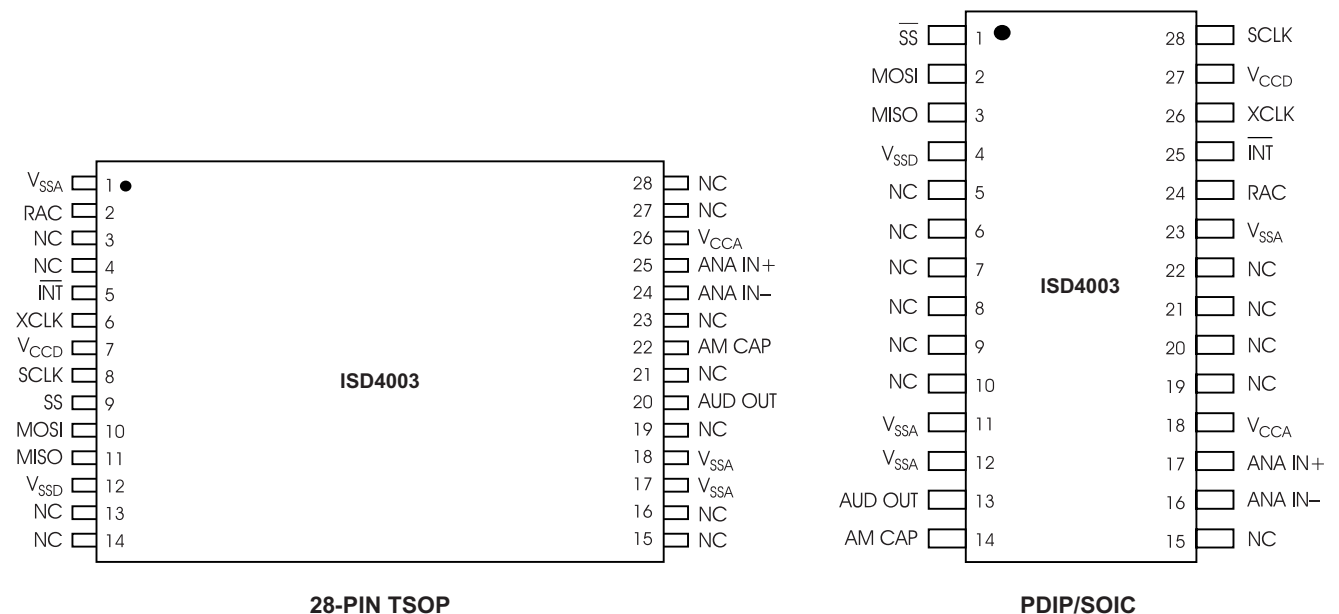 V_SSA 1 28 NC
RAC 2 27 NC
NC 3 26 V_CCA
NC 4 25 ANA IN+
I̅N̅T̅ 5 24 ANA IN–
XCLK 6 23 NC
V_CCD 7 22 AM CAP
SCLK 8 21 NC
SS 9 20 AUD OUT
MOSI 10 19 NC
MISO 11 18 V_SSA
V_SSD 12 17 V_SSA
NC 13 16 NC
NC 14 15 NC
ISD4003
28-PIN TSOP
S̅S̅ 1 28 SCLK
MOSI 2 27 V_CCD
MISO 3 26 XCLK
V_SSD 4 25 I̅N̅T̅
NC 5 24 RAC
NC 6 23 V_SSA
NC 7 22 NC
NC 8 21 NC
NC 9 20 NC
NC 10 19 NC
V_SSA 11 18 V_CCA
V_SSA 12 17 ANA IN+
AUD OUT 13 16 ANA IN–
AM CAP 14 15 NC
ISD4003
PDIP/SOIC